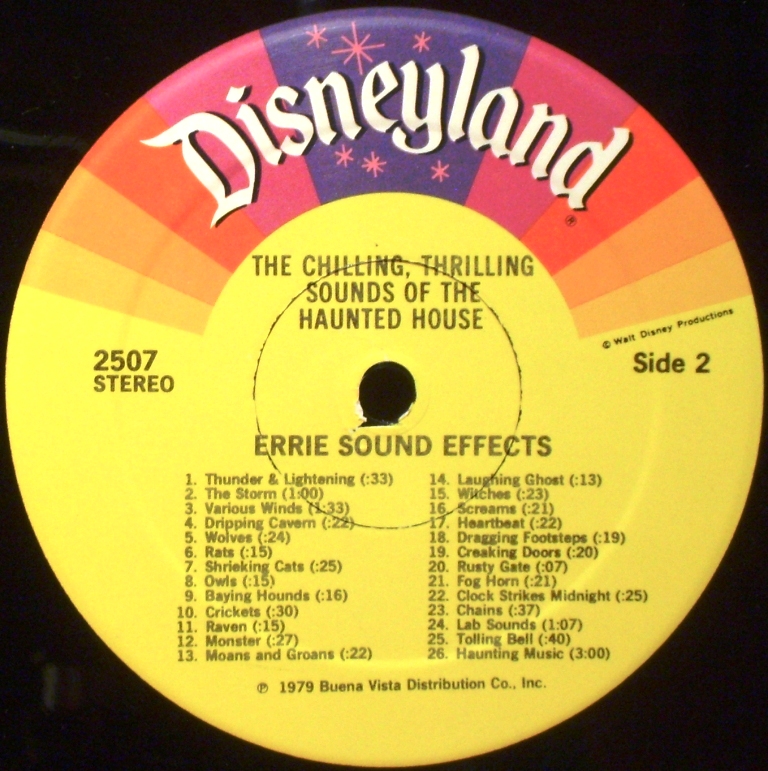 Disneyland®
THE CHILLING, THRILLING
SOUNDS OF THE
HAUNTED HOUSE
© Walt Disney Productions
2507
STEREO
Side 2
ERRIE SOUND EFFECTS
1. Thunder & Lightening (:33)
2. The Storm (1:00)
3. Various Winds (1:33)
4. Dripping Cavern (:22)
5. Wolves (:24)
6. Rats (:15)
7. Shrieking Cats (:25)
8. Owls (:15)
9. Baying Hounds (:16)
10. Crickets (:30)
11. Raven (:15)
12. Monster (:27)
13. Moans and Groans (:22)
14. Laughing Ghost (:13)
15. Witches (:23)
16. Screams (:21)
17. Heartbeat (:22)
18. Dragging Footsteps (:19)
19. Creaking Doors (:20)
20. Rusty Gate (:07)
21. Fog Horn (:21)
22. Clock Strikes Midnight (:25)
23. Chains (:37)
24. Lab Sounds (1:07)
25. Tolling Bell (:40)
26. Haunting Music (3:00)
℗ 1979 Buena Vista Distribution Co., Inc.